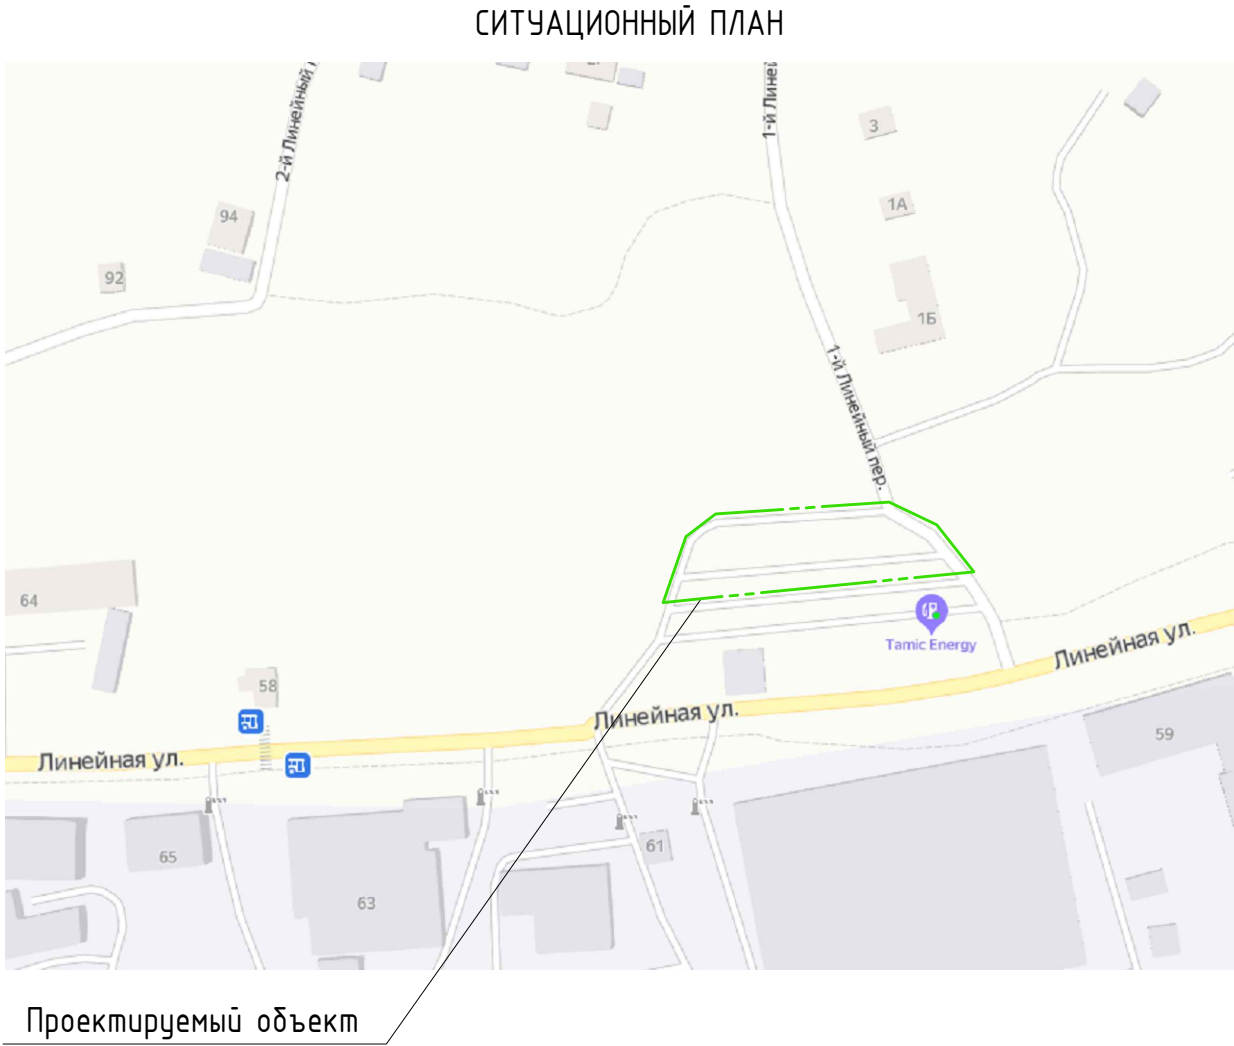 СИТУАЦИОННЫЙ ПЛАН
2-й Линейный
1-й Линей
3
94
1А
92
1Б
1-й Линейный пер.
64
Tamic Energy
Линейная ул.
58
Линейная ул.
59
Линейная ул.
61
65
63
Проектируемый объект